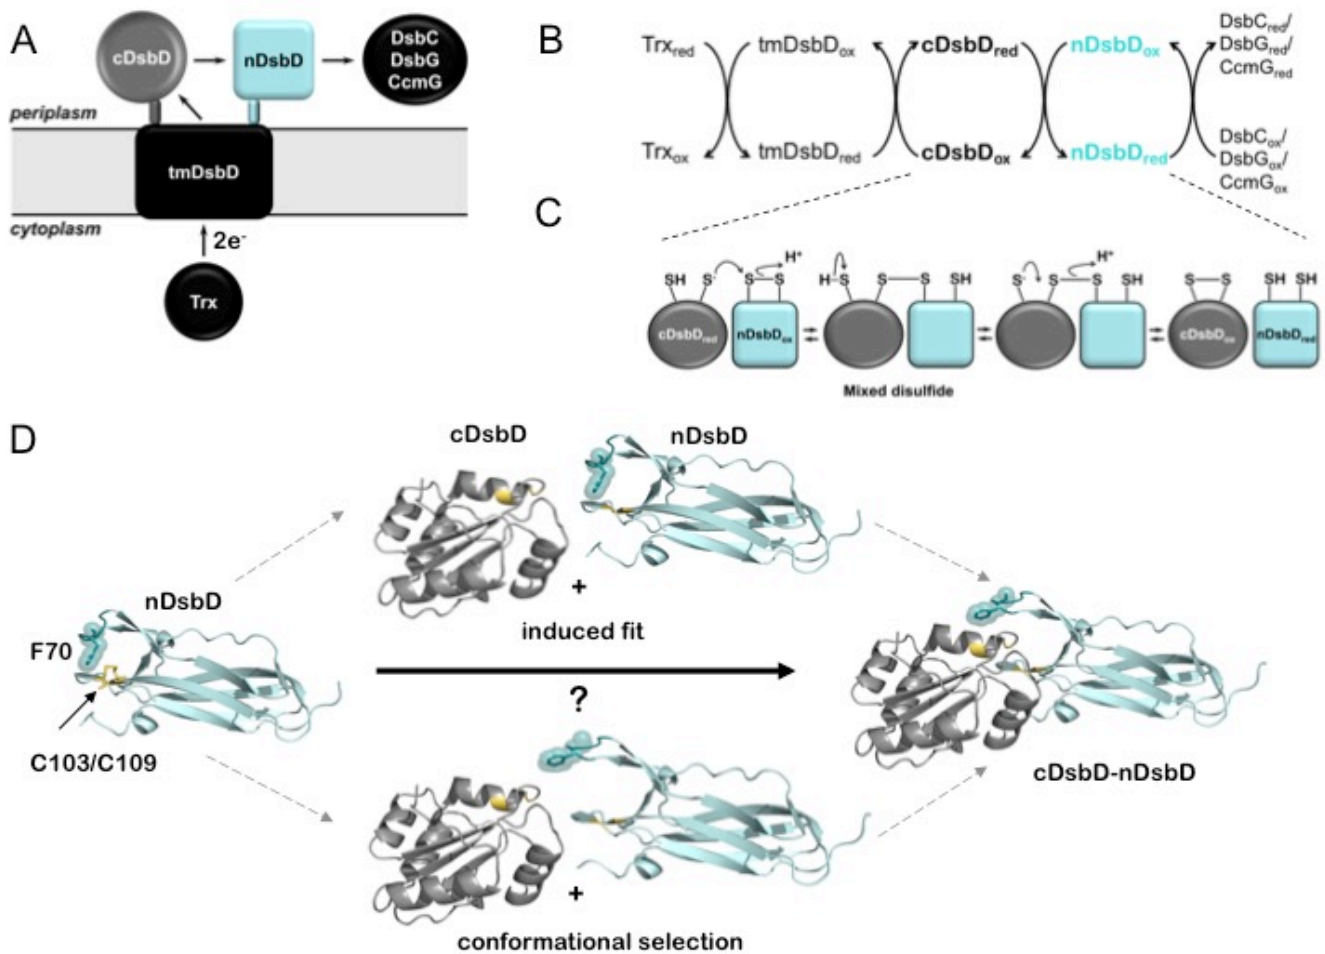 A
cDsbD
nDsbD
DsbC
DsbG
CcmG
periplasm
tmDsbD
cytoplasm
2e-
Trx
B
Trxred
tmDsbDox
cDsbDred
nDsbDox
DsbCred/
DsbGred/
CcmGred
Trxox
tmDsbDred
cDsbDox
nDsbDred
DsbCox/
DsbGox/
CcmGox
C
SH
S-
S
S
H+
H
S
S
S
SH
S-
S
S
H+
SH
S
S
SH
SH
cDsbDred
nDsbDox
cDsbDox
nDsbDred
Mixed disulfide
D
cDsbD
nDsbD
+
induced fit
nDsbD
F70
C103/C109
?
cDsbD-nDsbD
+
conformational selection